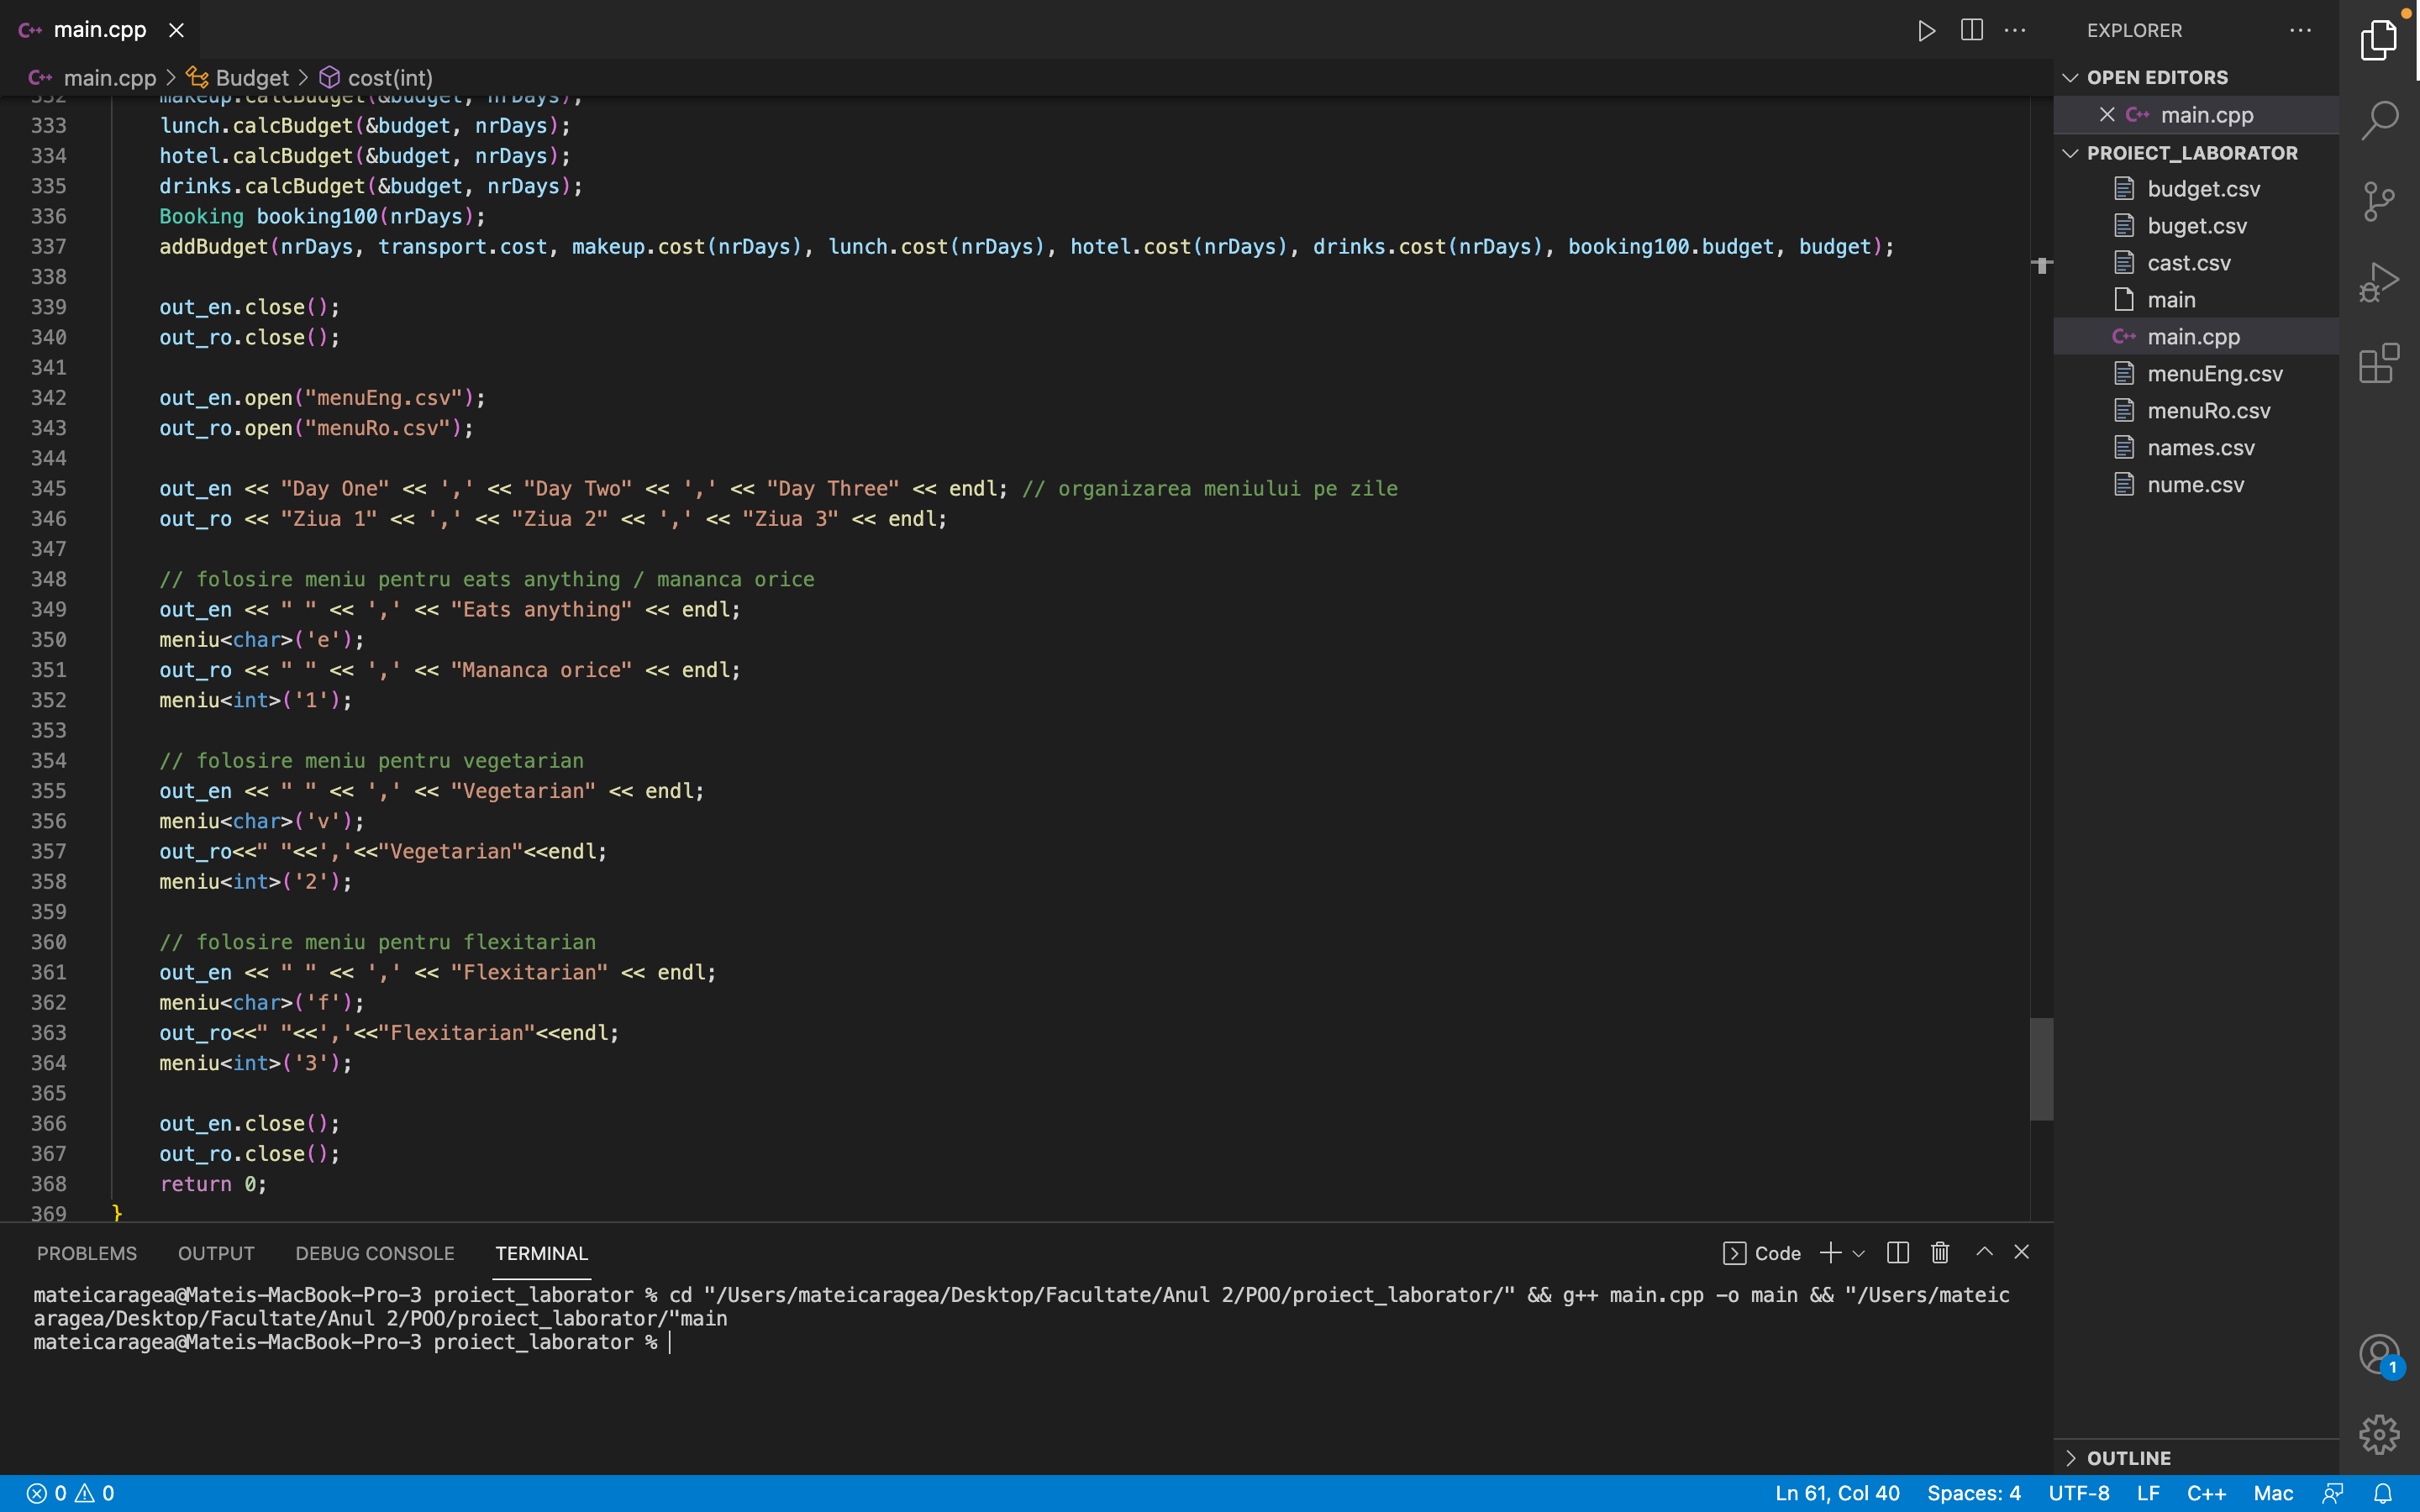 main.cpp
EXPLORER
main.cpp > Budget > cost(int)
OPEN EDITORS
main.cpp
PROIECT_LABORATOR
budget.csv
buget.csv
cast.csv
main
main.cpp
menuEng.csv
menuRo.csv
names.csv
nume.csv
332 makeup.calcBudget(&budget, nrDays);
333 lunch.calcBudget(&budget, nrDays);
334 hotel.calcBudget(&budget, nrDays);
335 drinks.calcBudget(&budget, nrDays);
336 Booking booking100(nrDays);
337 addBudget(nrDays, transport.cost, makeup.cost(nrDays), lunch.cost(nrDays), hotel.cost(nrDays), drinks.cost(nrDays), booking100.budget, budget);
338
339 out_en.close();
340 out_ro.close();
341
342 out_en.open("menuEng.csv");
343 out_ro.open("menuRo.csv");
344
345 out_en << "Day One" << ',' << "Day Two" << ',' << "Day Three" << endl; // organizarea meniului pe zile
346 out_ro << "Ziua 1" << ',' << "Ziua 2" << ',' << "Ziua 3" << endl;
347
348 // folosire meniu pentru eats anything / mananca orice
349 out_en << " " << ',' << "Eats anything" << endl;
350 meniu<char>('e');
351 out_ro << " " << ',' << "Mananca orice" << endl;
352 meniu<int>('1');
353
354 // folosire meniu pentru vegetarian
355 out_en << " " << ',' << "Vegetarian" << endl;
356 meniu<char>('v');
357 out_ro<<" "<<','<<"Vegetarian"<<endl;
358 meniu<int>('2');
359
360 // folosire meniu pentru flexitarian
361 out_en << " " << ',' << "Flexitarian" << endl;
362 meniu<char>('f');
363 out_ro<<" "<<','<<"Flexitarian"<<endl;
364 meniu<int>('3');
365
366 out_en.close();
367 out_ro.close();
368 return 0;
369 }
PROBLEMS OUTPUT DEBUG CONSOLE TERMINAL
Code
mateicaragea@Mateis-MacBook-Pro-3 proiect_laborator % cd "/Users/mateicaragea/Desktop/Facultate/Anul 2/POO/proiect_laborator/" && g++ main.cpp -o main && "/Users/mateic
aragea/Desktop/Facultate/Anul 2/POO/proiect_laborator/"main
mateicaragea@Mateis-MacBook-Pro-3 proiect_laborator %
1
OUTLINE
0 0
Ln 61, Col 40 Spaces: 4 UTF-8 LF C++ Mac